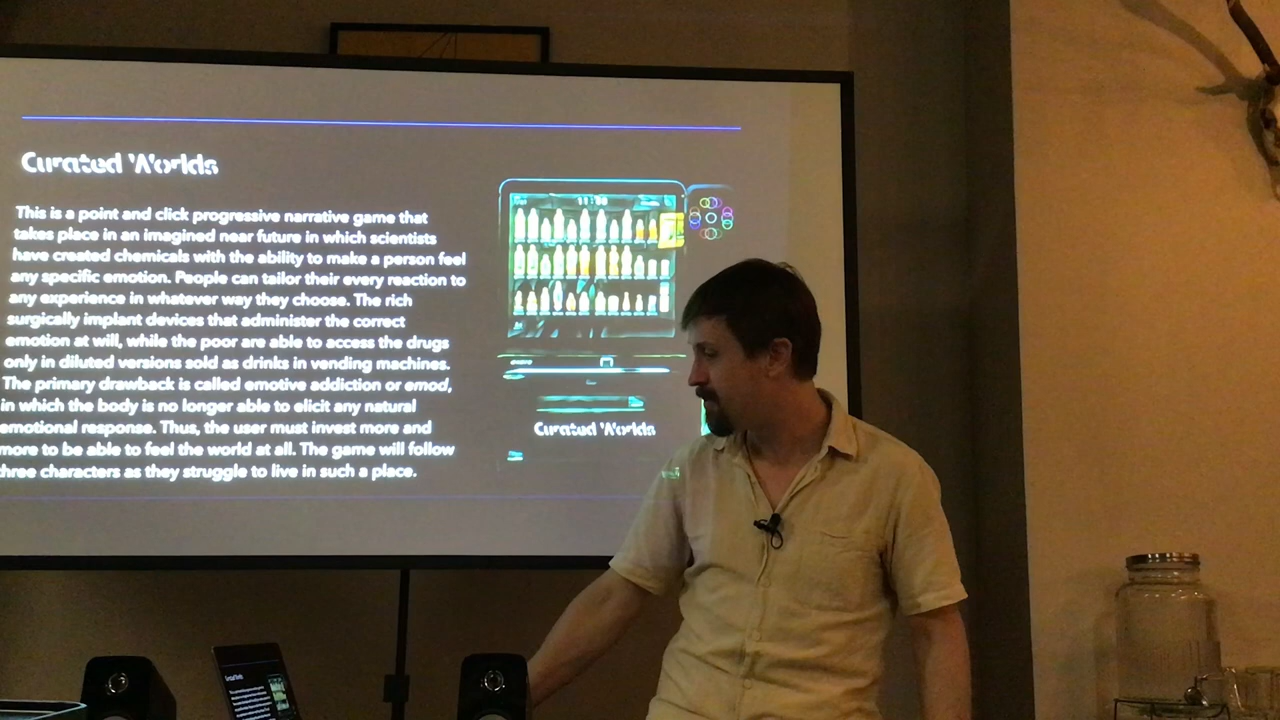 Curated Worlds
This is a point and click progressive narrative game that
takes place in an imagined near future in which scientists
have created chemicals with the ability to make a person feel
any specific emotion. People can tailor their every reaction to
any experience in whatever way they choose. The rich
surgically implant devices that administer the correct
emotion at will, while the poor are able to access the drugs
only in diluted versions sold as drinks in vending machines.
The primary drawback is called emotive addiction or emod,
in which the body is no longer able to elicit any natural
emotional response. Thus, the user must invest more and
more to be able to feel the world at all. The game will follow
three characters as they struggle to live in such a place.
Curated Worlds